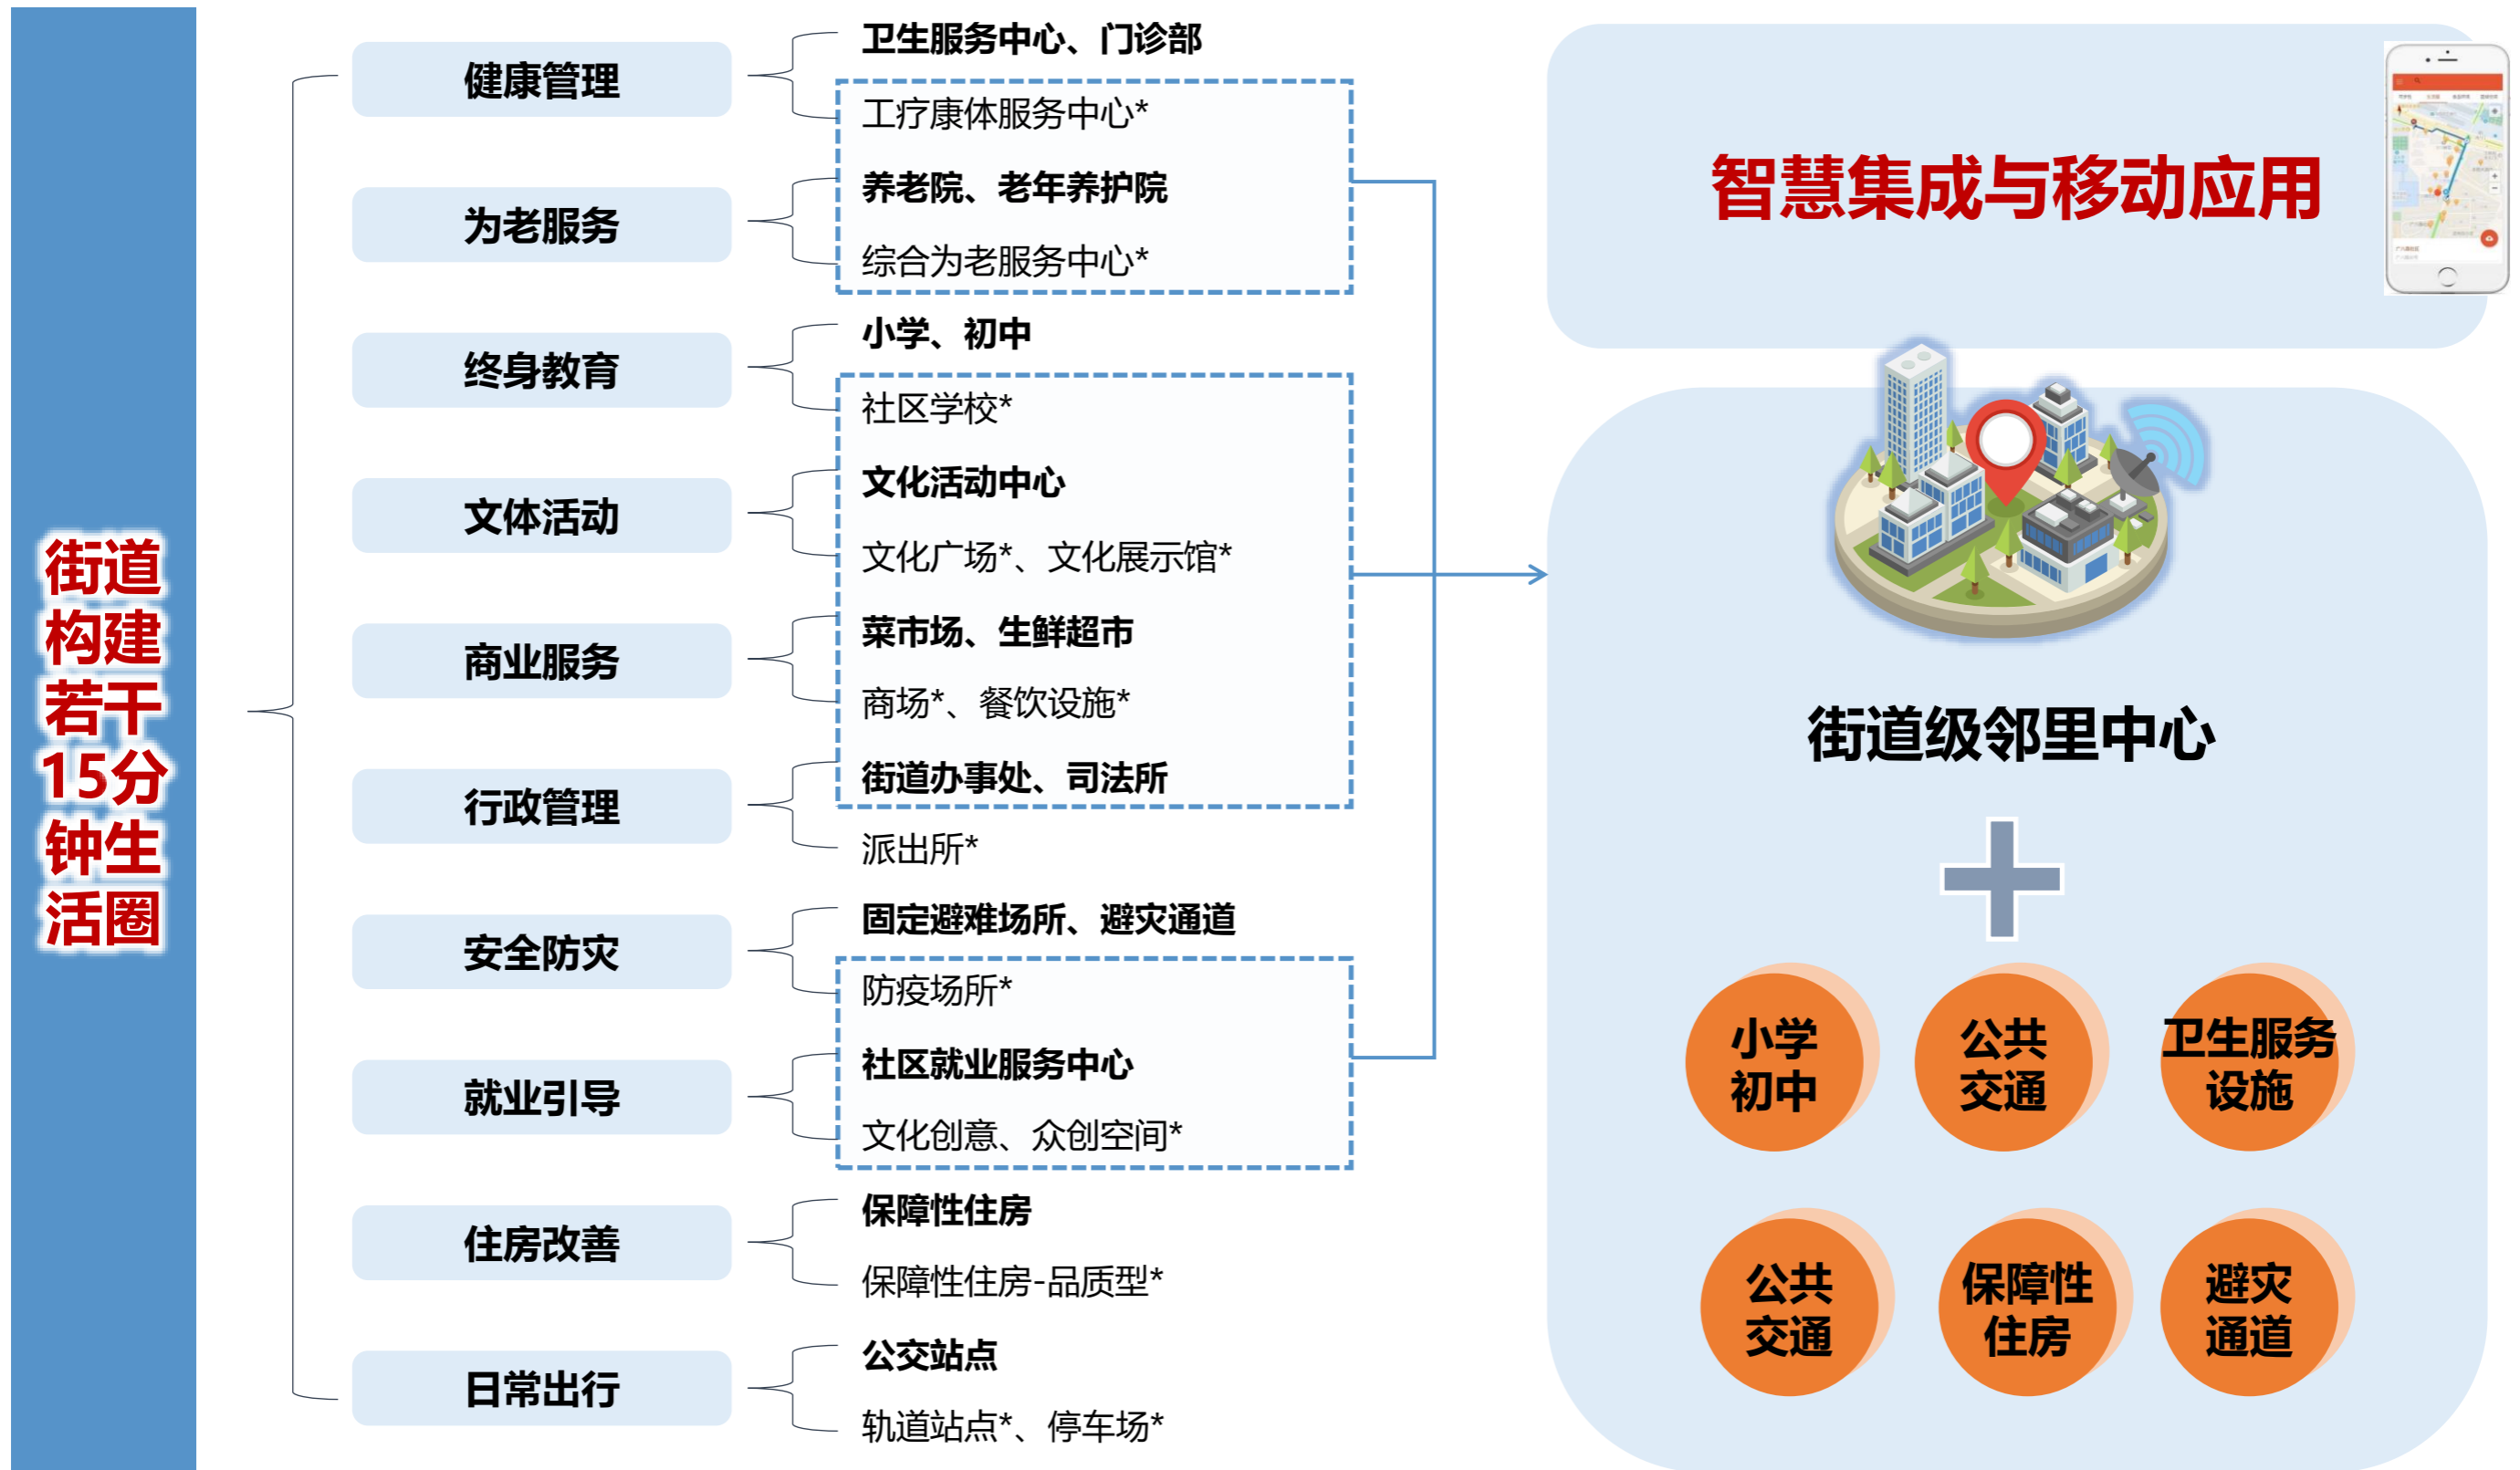 街道
构建
若干
15分
钟生
活圈
健康管理
卫生服务中心、门诊部
工疗康体服务中心*
为老服务
养老院、老年养护院
综合为老服务中心*
终身教育
小学、初中
社区学校*
文体活动
文化活动中心
文化广场*、文化展示馆*
商业服务
菜市场、生鲜超市
商场*、餐饮设施*
行政管理
街道办事处、司法所
派出所*
安全防灾
固定避难场所、避灾通道
防疫场所*
就业引导
社区就业服务中心
文化创意、众创空间*
住房改善
保障性住房
保障性住房-品质型*
日常出行
公交站点
轨道站点*、停车场*
智慧集成与移动应用
街道级邻里中心
小学
初中
公共
交通
卫生服务
设施
公共
交通
保障性
住房
避灾
通道